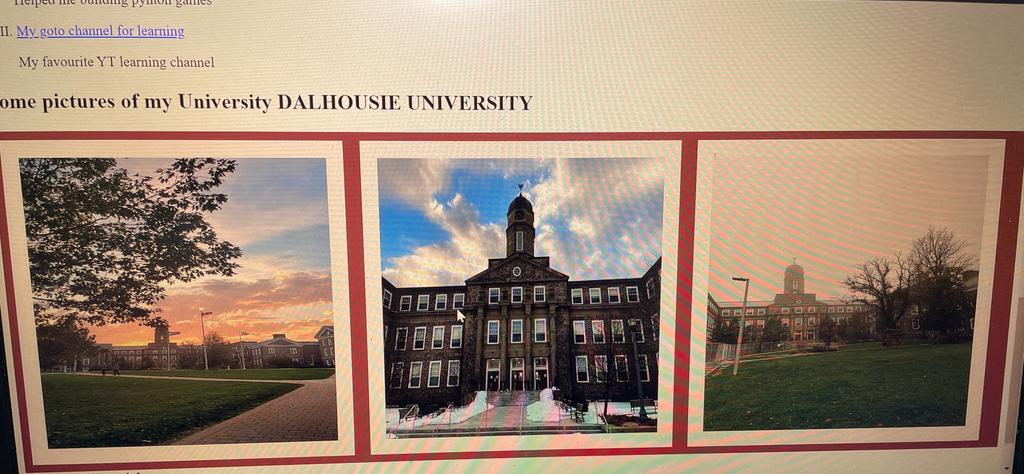 Helped me building python games
II. My goto channel for learning
My favourite YT learning channel
ome pictures of my University DALHOUSIE UNIVERSITY